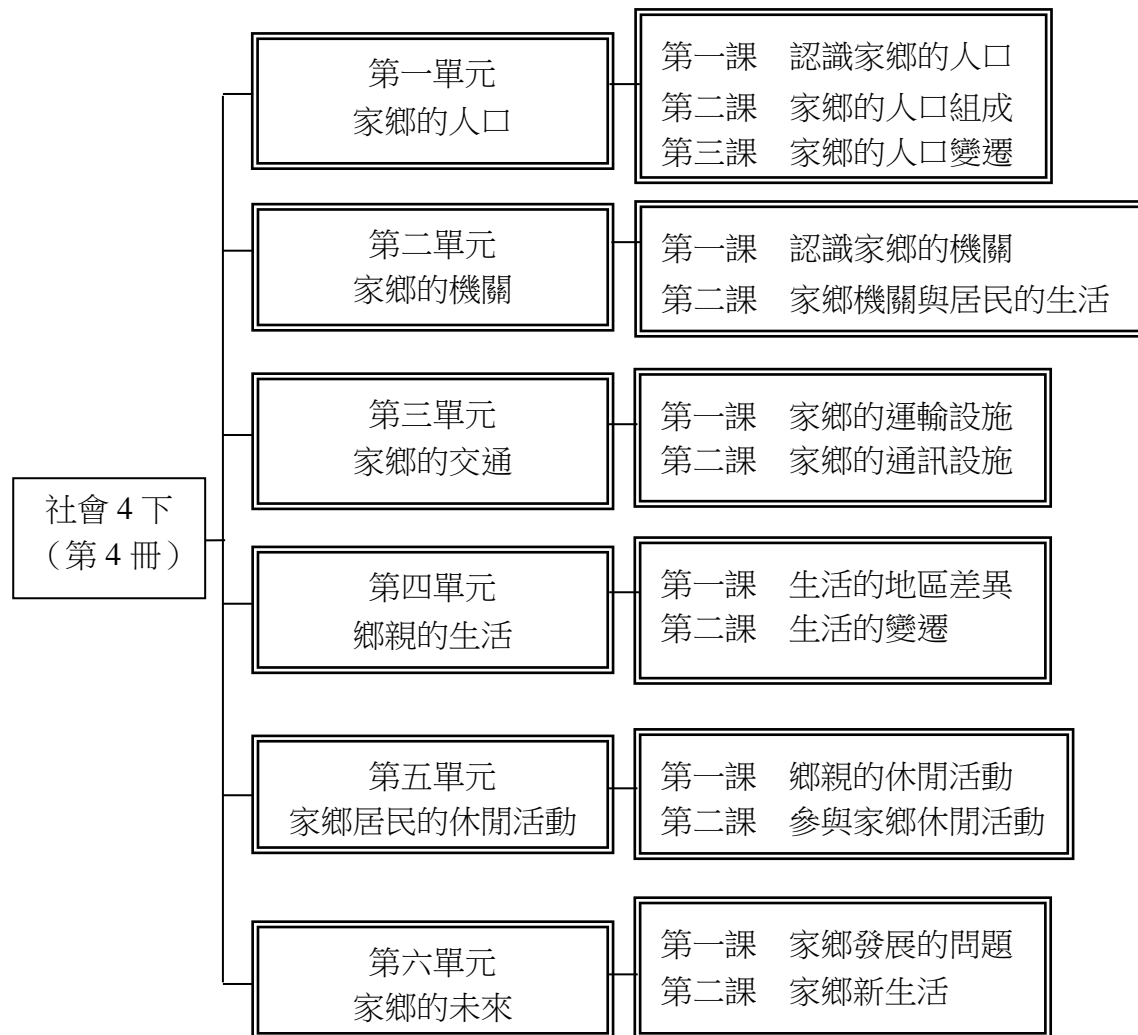 社會 4 下
（第 4 冊）
第一單元
家鄉的人口
第一課　認識家鄉的人口
第二課　家鄉的人口組成
第三課　家鄉的人口變遷
第二單元
家鄉的機關
第一課　認識家鄉的機關
第二課　家鄉機關與居民的生活
第三單元
家鄉的交通
第一課　家鄉的運輸設施
第二課　家鄉的通訊設施
第四單元
鄉親的生活
第一課　生活的地區差異
第二課　生活的變遷
第五單元
家鄉居民的休閒活動
第一課　鄉親的休閒活動
第二課　參與家鄉休閒活動
第六單元
家鄉的未來
第一課　家鄉發展的問題
第二課　家鄉新生活